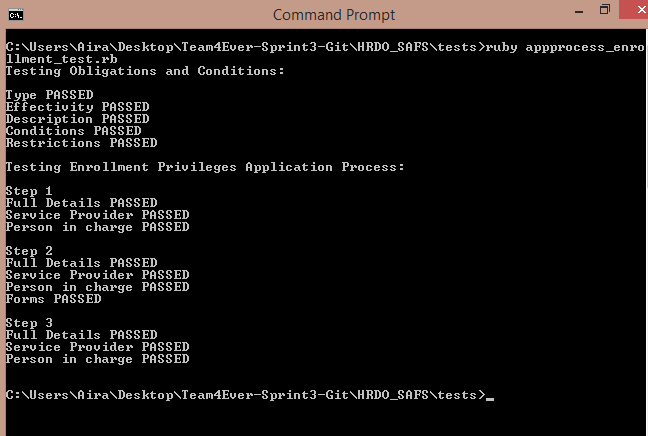 Command Prompt
C:\Users\Aira\Desktop\Team4Ever-Sprint3-Git\HRDO_SAFS\tests>ruby appprocess_enro
llment_test.rb
Testing Obligations and Conditions:
Type PASSED
Effectivity PASSED
Description PASSED
Conditions PASSED
Restrictions PASSED
Testing Enrollment Privileges Application Process:
Step 1
Full Details PASSED
Service Provider PASSED
Person in charge PASSED
Step 2
Full Details PASSED
Service Provider PASSED
Person in charge PASSED
Forms PASSED
Step 3
Full Details PASSED
Service Provider PASSED
Person in charge PASSED
C:\Users\Aira\Desktop\Team4Ever-Sprint3-Git\HRDO_SAFS\tests>_